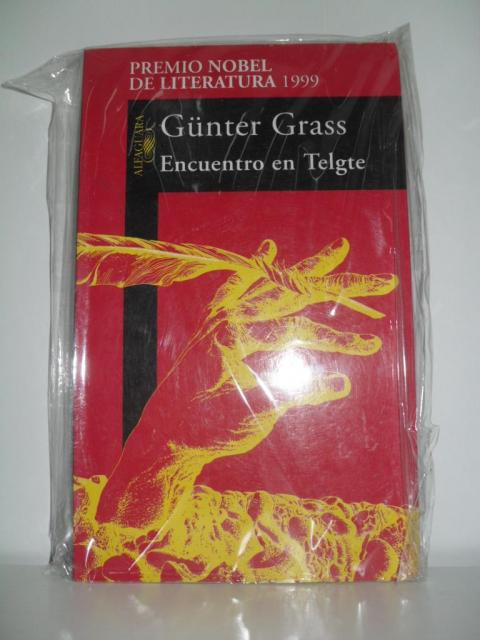 PREMIO NOBEL
DE LITERATURA 1999
ALFAGUARA
Günter Grass
Encuentro en Telgte